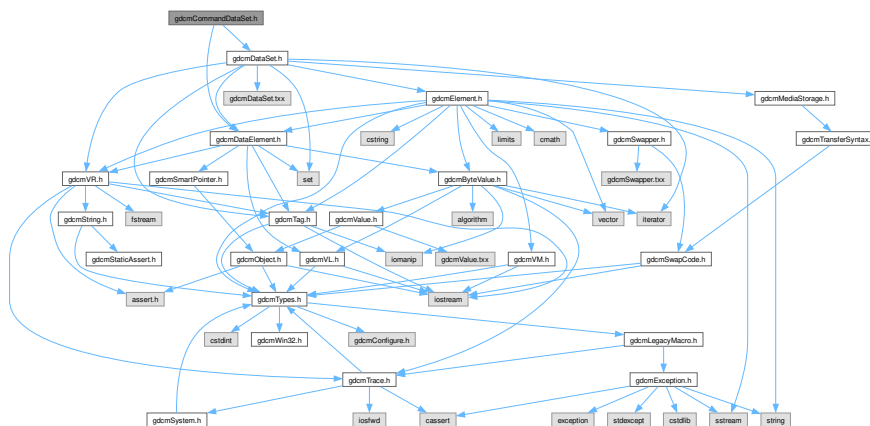 gdcmCommandDataSet.h
gdcmDataSet.h
gdcmDataSet.txx
gdcmElement.h
gdcmMediaStorage.h
gdcmDataElement.h
cstring
limits
cmath
gdcmSwapper.h
gdcmTransferSyntax.h
gdcmVR.h
gdcmSmartPointer.h
set
gdcmByteValue.h
gdcmSwapper.txx
gdcmString.h
fstream
gdcmTag.h
gdcmValue.h
algorithm
vector
iterator
gdcmStaticAssert.h
gdcmObject.h
gdcmVL.h
iomanip
gdcmValue.txx
gdcmVM.h
gdcmSwapCode.h
assert.h
gdcmTypes.h
iostream
cstdint
gdcmWin32.h
gdcmConfigure.h
gdcmLegacyMacro.h
gdcmTrace.h
gdcmException.h
gdcmSystem.h
iosfwd
cassert
exception
stdexcept
cstdlib
sstream
string